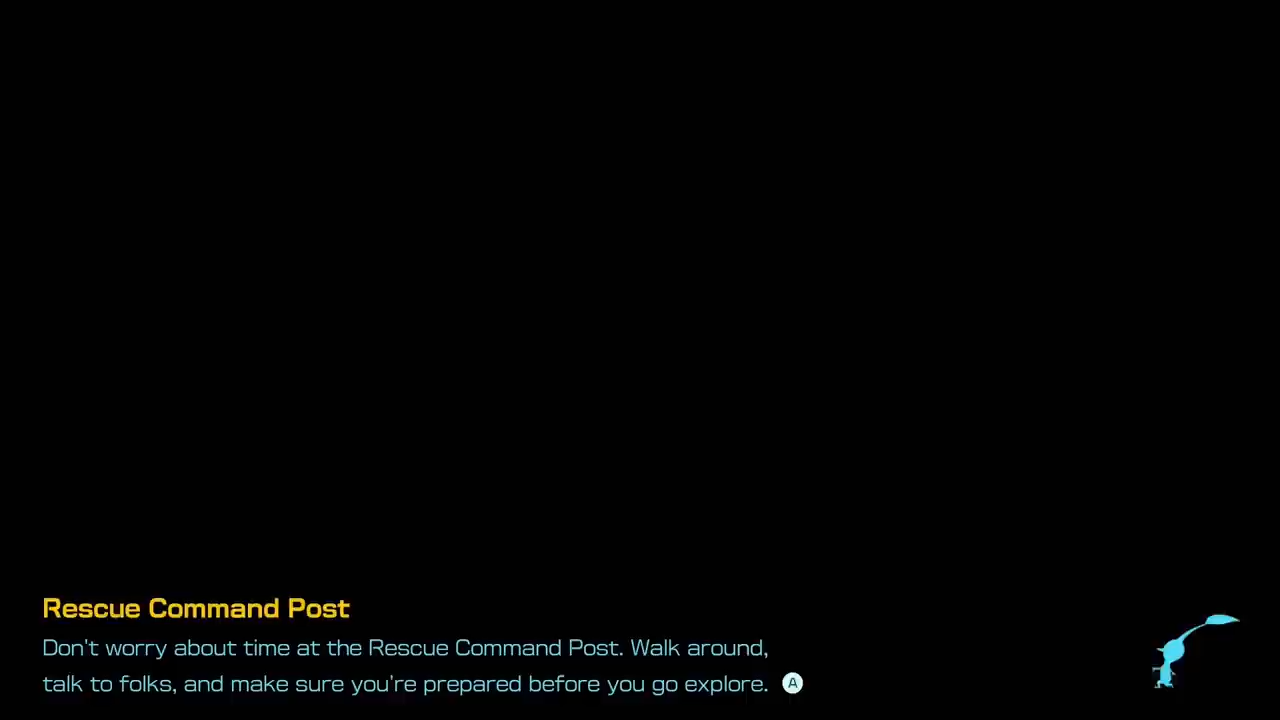 Rescue Command Post
Don't worry about time at the Rescue Command Post. Walk around,
talk to folks, and make sure you're prepared before you go explore. A